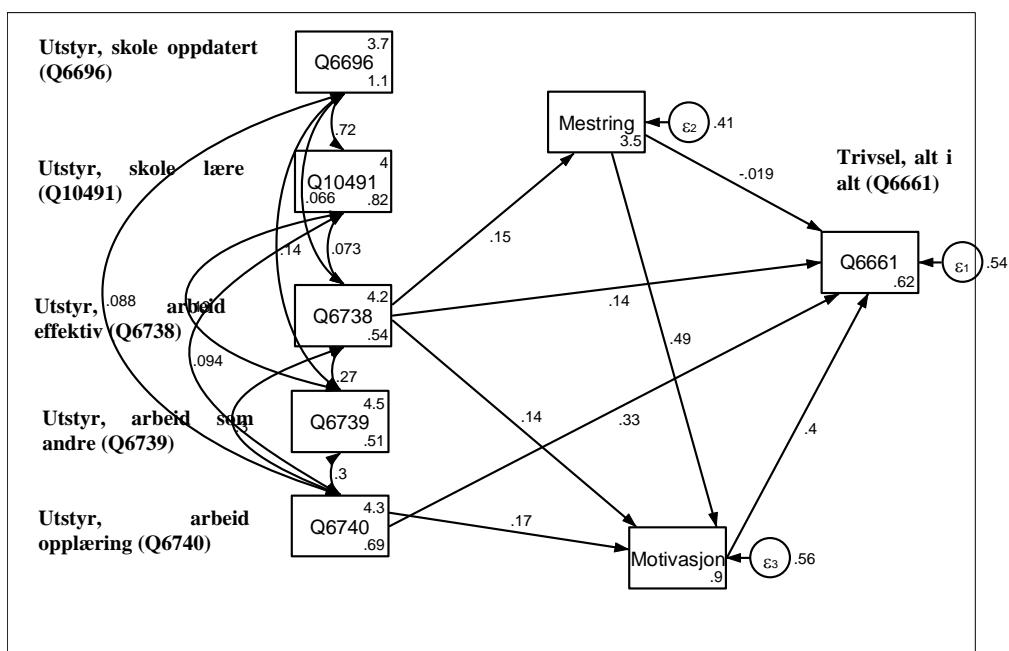 Utstyr, skole oppdatert
(Q6696)
3.7
Q6696
1.1
.72
Utstyr, skole lære
(Q10491)
4
Q10491
.066
.82
Mestring
3.5
ε2
.41
Trivsel, alt i
alt (Q6661)
-.019
.14
.073
.15
Q6661
.62
ε1
.54
.088
Utstyr, arbeid
effektiv (Q6738)
4.2
Q6738
.54
.14
.094
.27
.49
Utstyr, arbeid som
andre (Q6739)
4.5
Q6739
.51
.14
.33
.4
.3
Utstyr, arbeid
opplæring (Q6740)
4.3
Q6740
.69
.17
Motivasjon
.9
ε3
.56